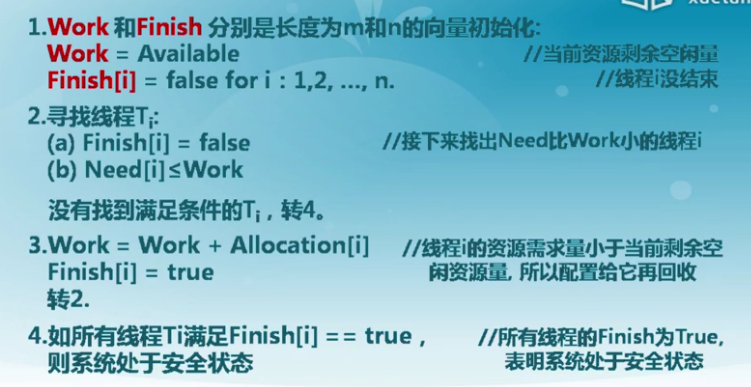 1.Work 和Finish 分别是长度为m和n的向量初始化:
Work = Available //当前资源剩余空闲量
Finish[i] = false for i : 1,2, ..., n. //线程i没结束
2.寻找线程Ti:
(a) Finish[i] = false //接下来找出Need比Work小的线程i
(b) Need[i]≤Work
没有找到满足条件的Ti，转4。
3.Work = Work + Allocation[i] //线程i的资源需求量小于当前剩余空
Finish[i] = true 闲资源量, 所以配置给它再回收
转2.
4.如所有线程Ti满足Finish[i] == true， //所有线程的Finish为True,
则系统处于安全状态 表明系统处于安全状态